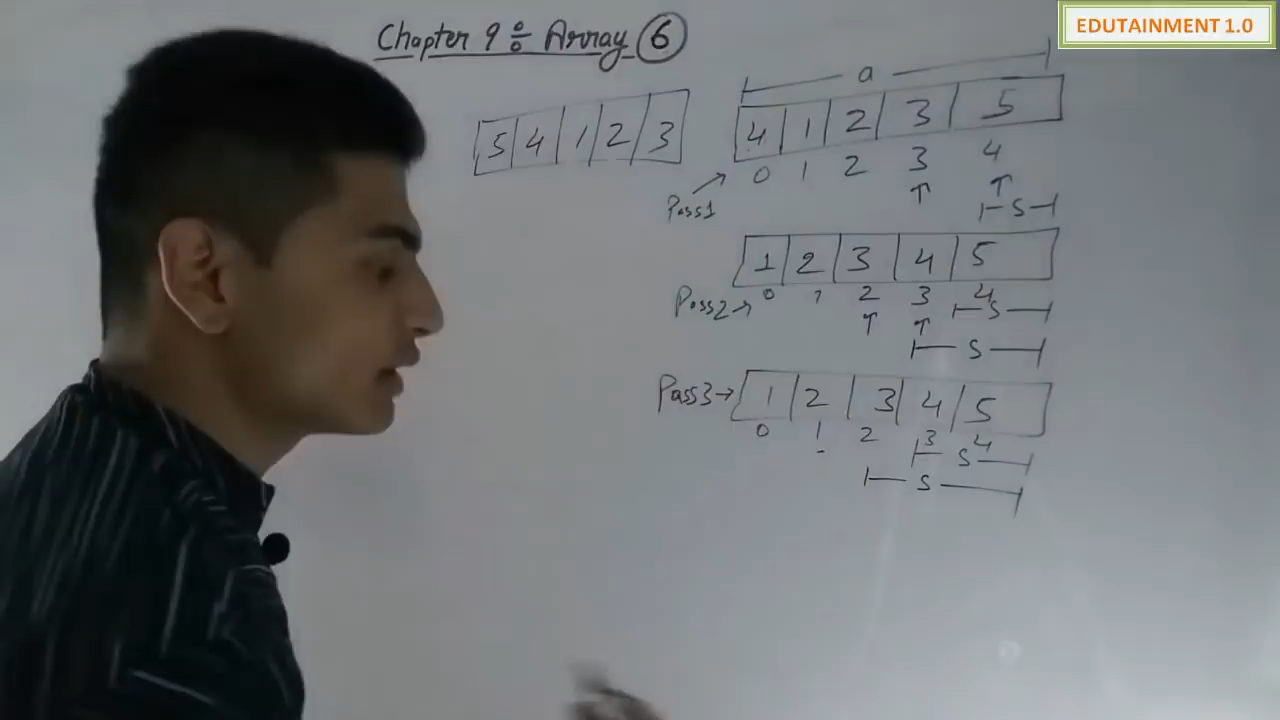 EDUTAINMENT 1.0
Chapter 9 : Array 6
a
5 4 1 2 3
4 1 2 3 5
0 1 2 3 4
↑ ↑
Pass1
S
1 2 3 4 5
Pass2 → 0 1 2 3 4
S
↑ ↑
S
Pass3 → 1 2 3 4 5
0 1 2 3 4
S
S